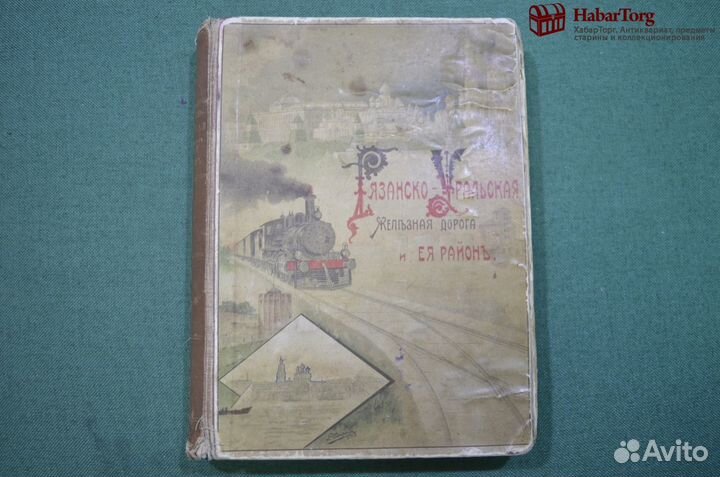 HabarTorg
ХабарТорг. Антиквариат, предметы
старины и коллекционирования
Рязанско-Уральская
Желѣзная дорога
и ея районъ.
Avito